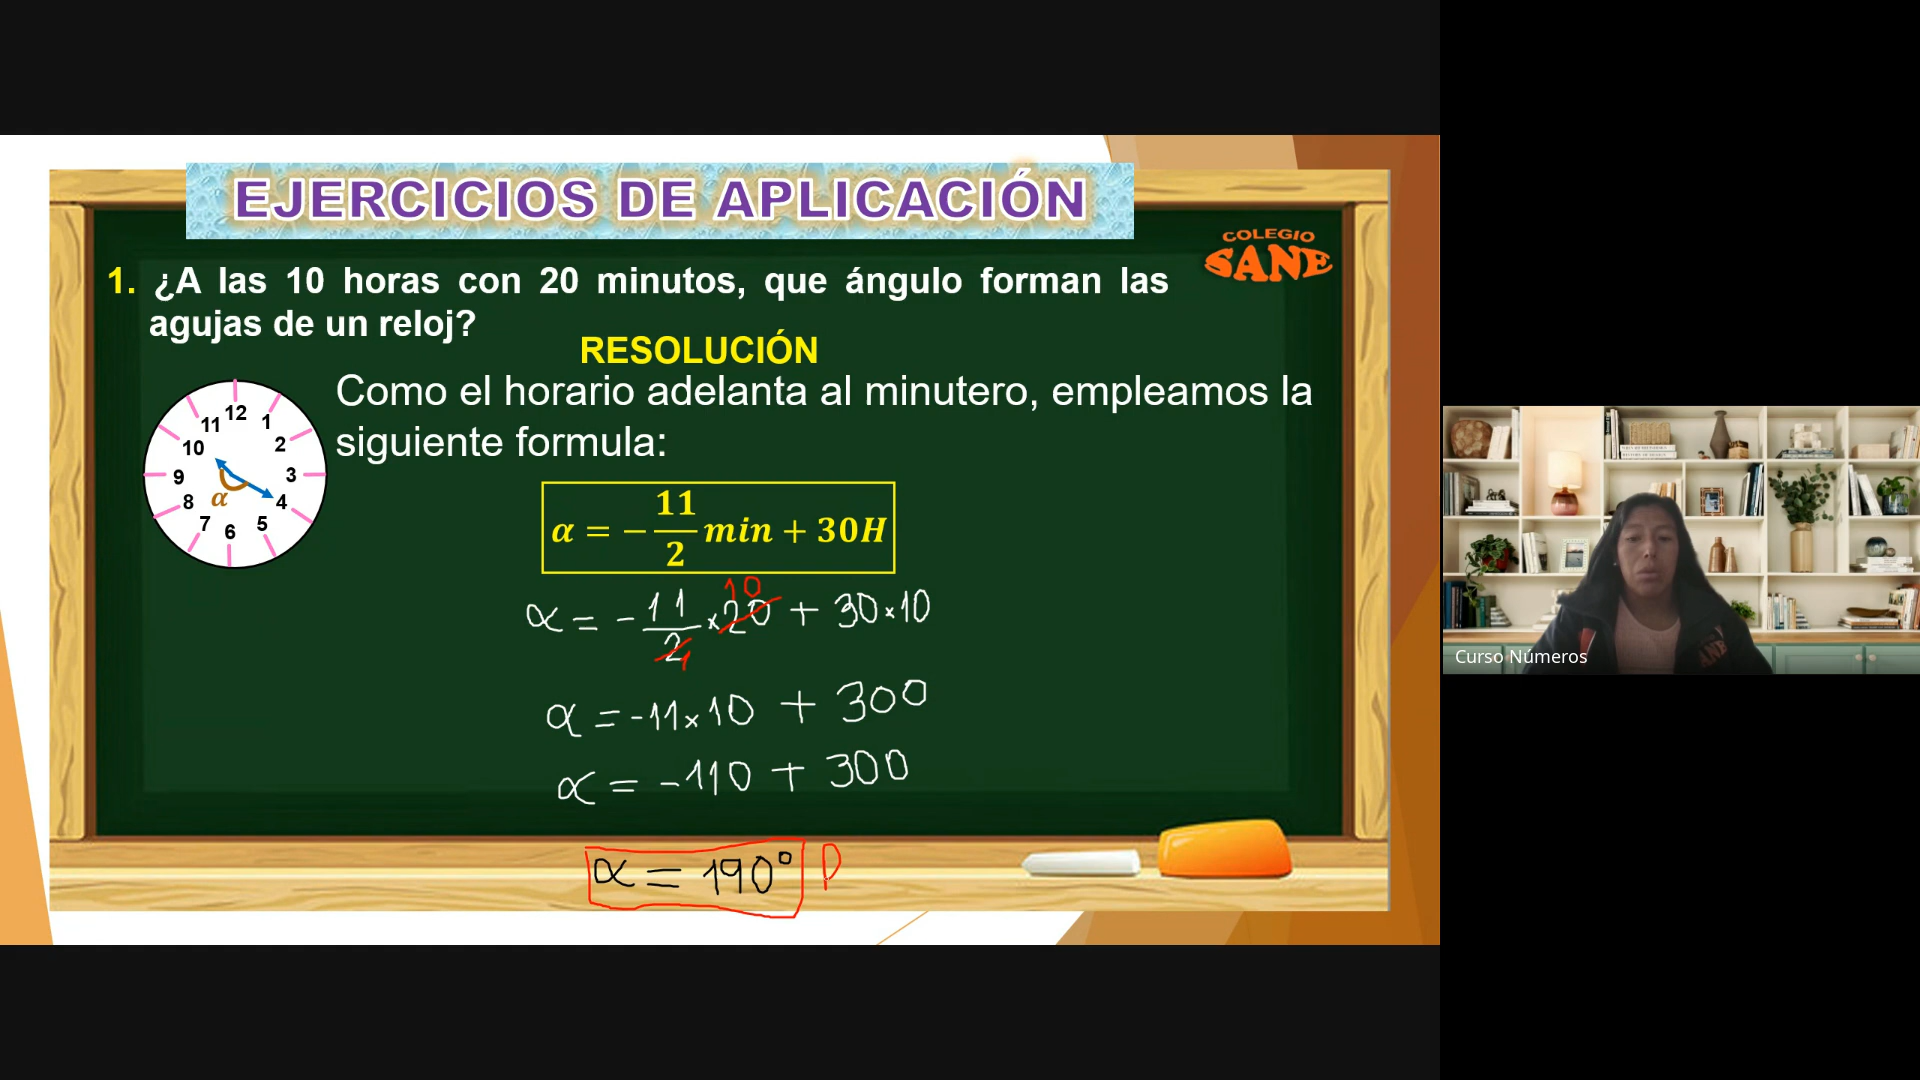 EJERCICIOS DE APLICACIÓN
COLEGIO
SANE
1. ¿A las 10 horas con 20 minutos, que ángulo forman las
agujas de un reloj?
RESOLUCIÓN
Como el horario adelanta al minutero, empleamos la
siguiente formula:
12
11 1
10 2
9 3
8 α 4
7 6 5
α = -11/2 min + 30H
10
α = -11/2 × 20 + 30×10
1
α = -11×10 + 300
α = -110 + 300
α = 190° D
SANE
Curso Números